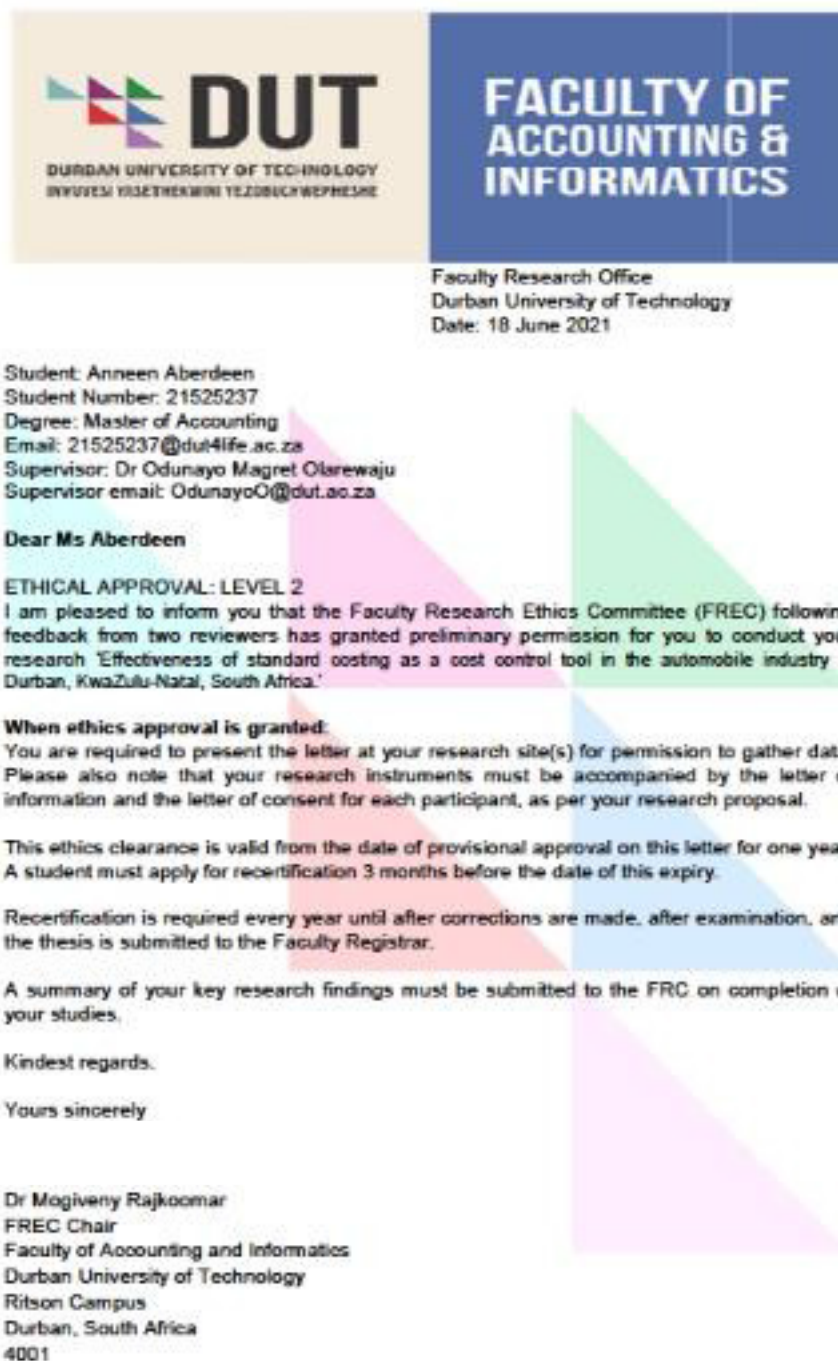 DUT
DURBAN UNIVERSITY OF TECHNOLOGY
INYUVESI YASETHEKWINI YEZOBUCHWEPHESHE
FACULTY OF
ACCOUNTING &
INFORMATICS
Faculty Research Office
Durban University of Technology
Date: 18 June 2021
Student: Anneen Aberdeen
Student Number: 21525237
Degree: Master of Accounting
Email: 21525237@dut4life.ac.za
Supervisor: Dr Odunayo Magret Olarewaju
Supervisor email: OdunayoO@dut.ac.za
Dear Ms Aberdeen
ETHICAL APPROVAL: LEVEL 2
I am pleased to inform you that the Faculty Research Ethics Committee (FREC) followin
feedback from two reviewers has granted preliminary permission for you to conduct you
research 'Effectiveness of standard costing as a cost control tool in the automobile industry
Durban, KwaZulu-Natal, South Africa.'
When ethics approval is granted:
You are required to present the letter at your research site(s) for permission to gather dat
Please also note that your research instruments must be accompanied by the letter
information and the letter of consent for each participant, as per your research proposal.
This ethics clearance is valid from the date of provisional approval on this letter for one yea
A student must apply for recertification 3 months before the date of this expiry.
Recertification is required every year until after corrections are made, after examination, an
the thesis is submitted to the Faculty Registrar.
A summary of your key research findings must be submitted to the FRC on completion
your studies.
Kindest regards.
Yours sincerely
Dr Mogiveny Rajkoomar
FREC Chair
Faculty of Accounting and Informatics
Durban University of Technology
Ritson Campus
Durban, South Africa
4001